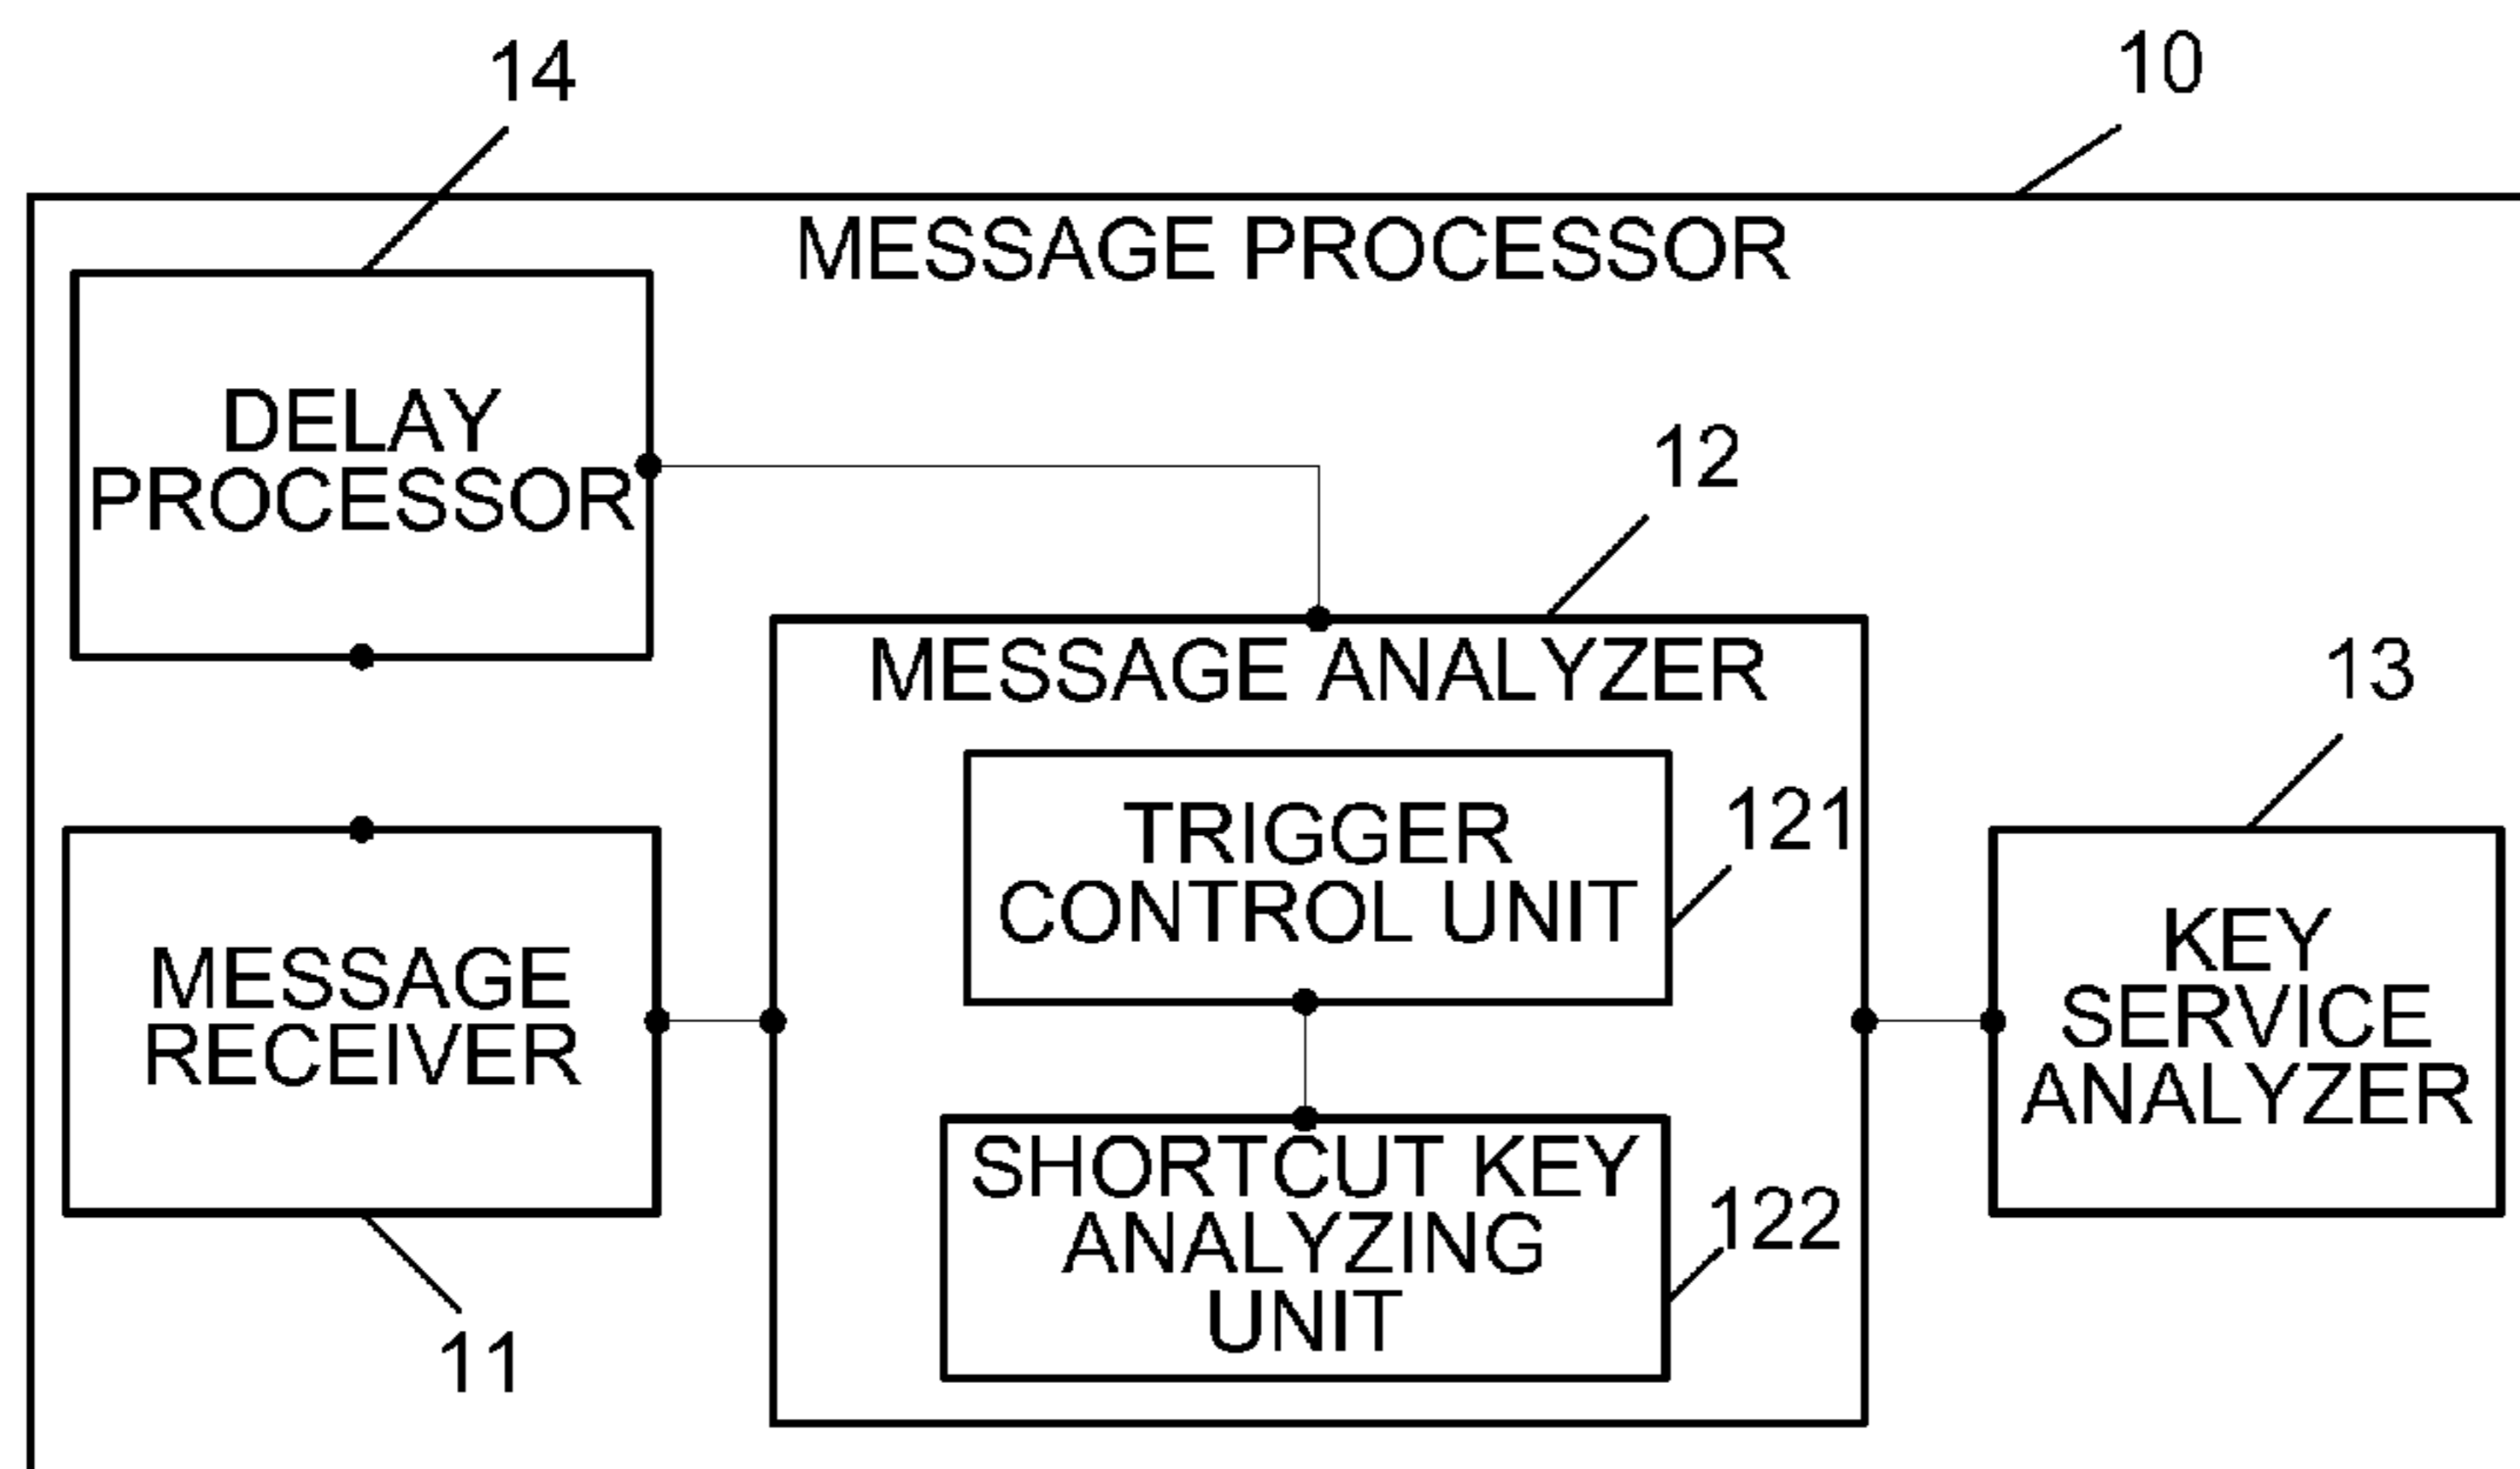 14
10
MESSAGE PROCESSOR
DELAY
PROCESSOR
12
MESSAGE ANALYZER
13
TRIGGER
CONTROL UNIT
121
KEY
SERVICE
ANALYZER
MESSAGE
RECEIVER
SHORTCUT KEY
ANALYZING
UNIT
122
11